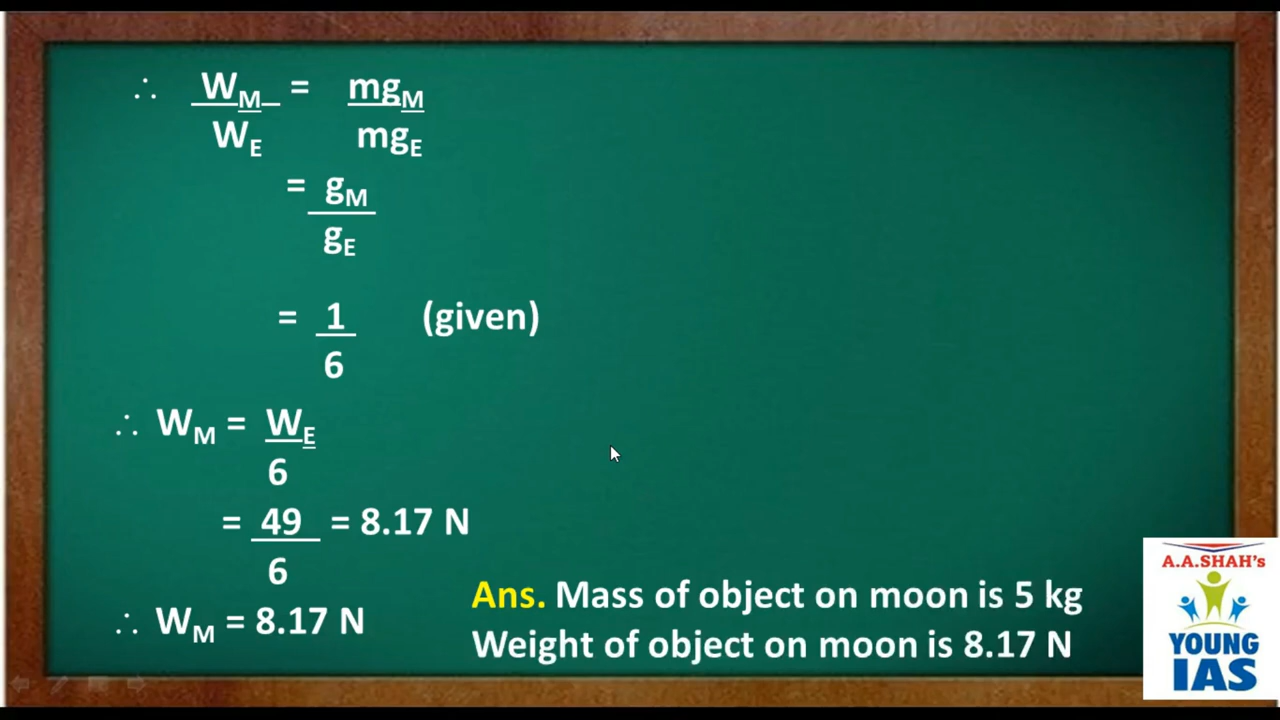 ∴ W_M = mg_M
W_E mg_E
= g_M
g_E
= 1 (given)
6
∴ W_M = W_E
6
= 49 = 8.17 N
6
∴ W_M = 8.17 N
Ans. Mass of object on moon is 5 kg
Weight of object on moon is 8.17 N
A.A.SHAH's
YOUNG
IAS